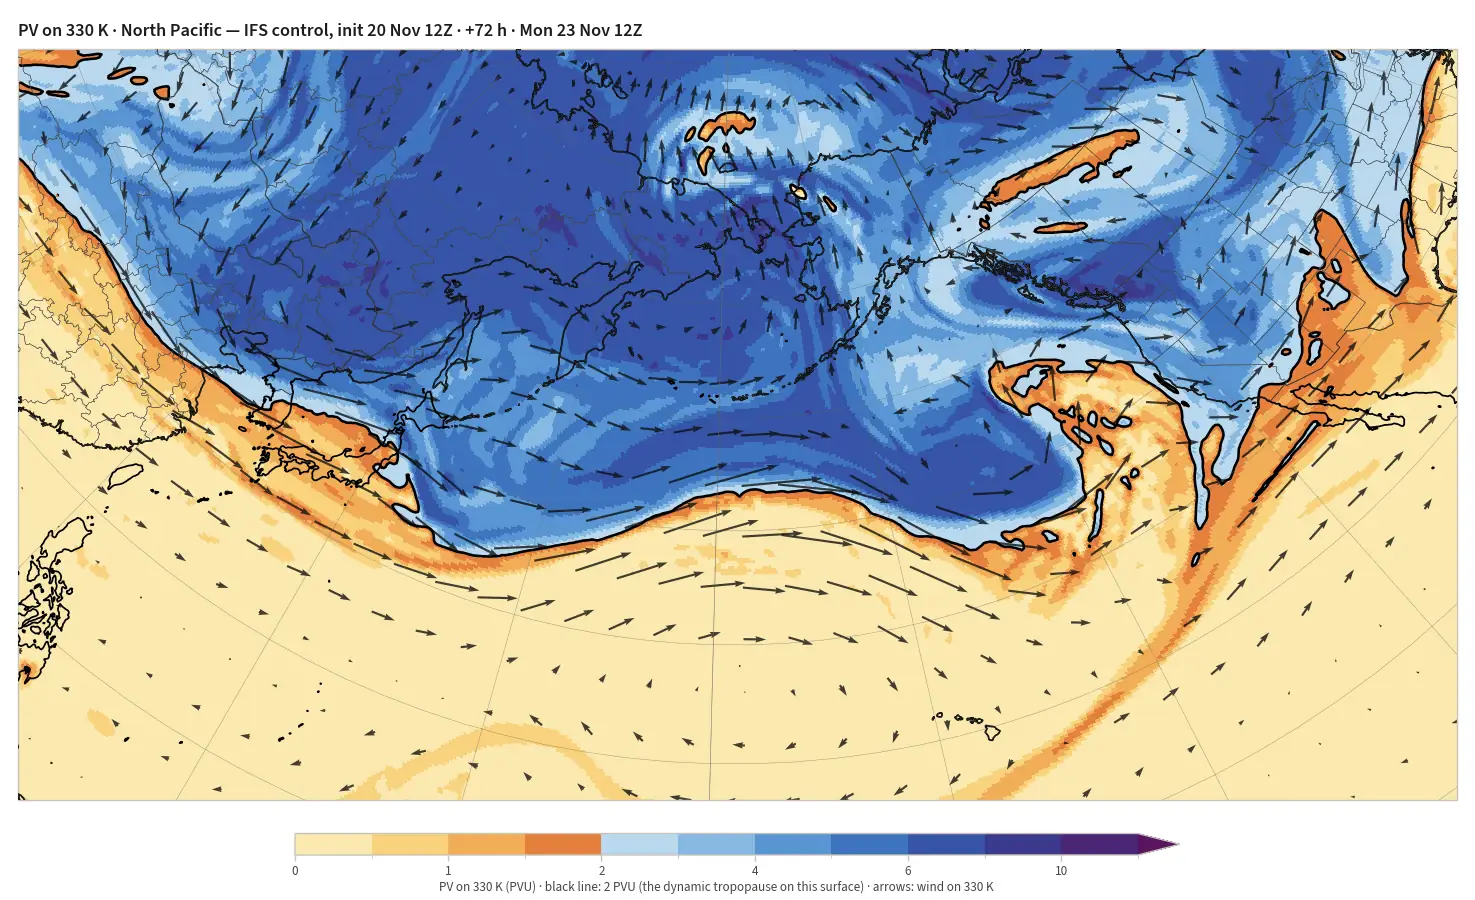 PV on 330 K · North Pacific — IFS control, init 20 Nov 12Z · +72 h · Mon 23 Nov 12Z
0 1 2 4 6 10
PV on 330 K (PVU) · black line: 2 PVU (the dynamic tropopause on this surface) · arrows: wind on 330 K